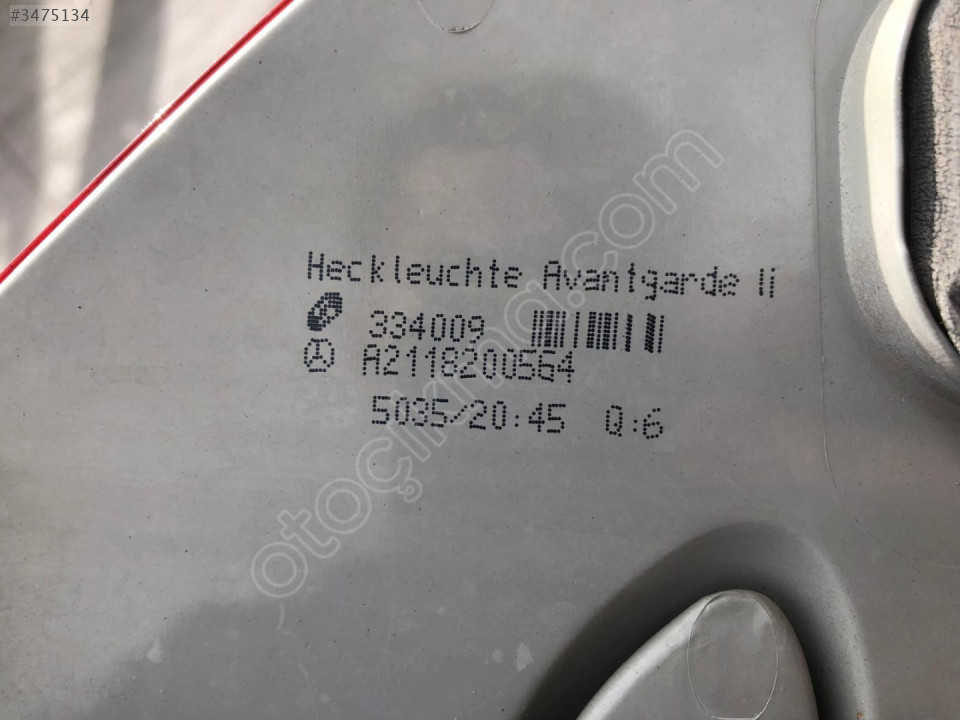 #3475134
Heckleuchte Avantgarde li
334009
A2118200564
5035/20:45 Q:6
otoçıkma.com